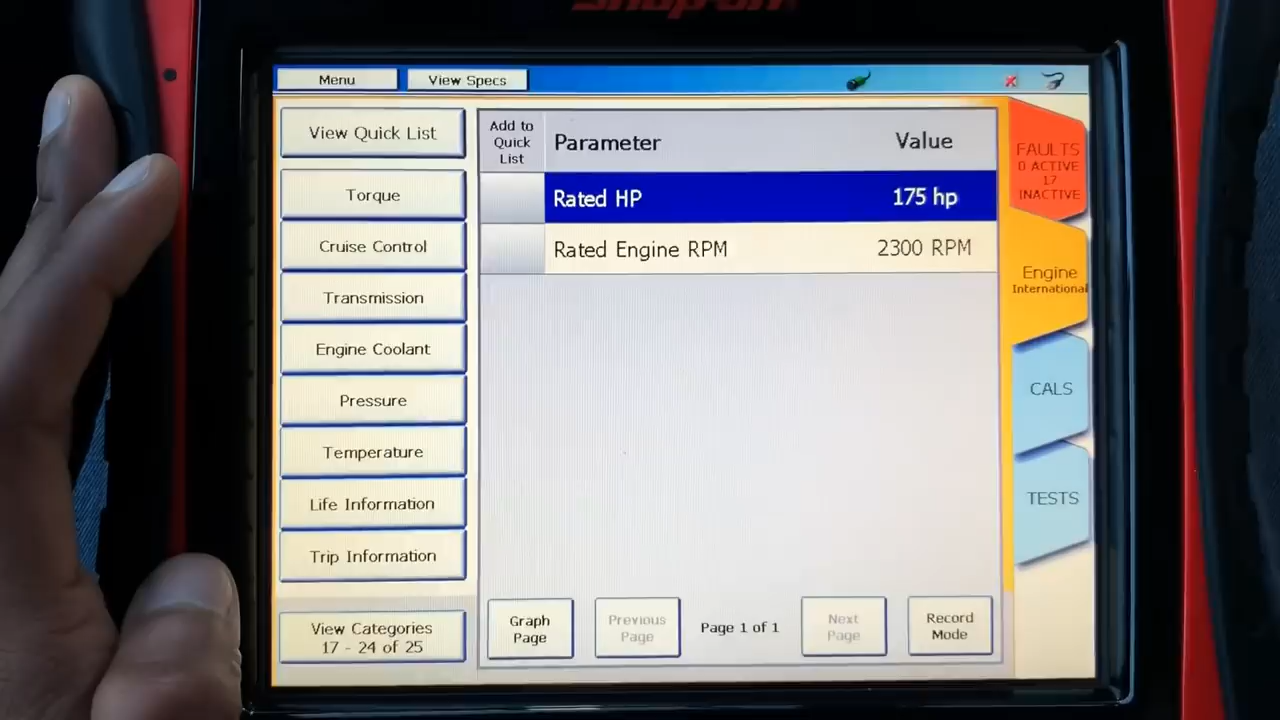 Snap-on
Menu
View Specs
View Quick List
Torque
Cruise Control
Transmission
Engine Coolant
Pressure
Temperature
Life Information
Trip Information
View Categories
17 - 24 of 25
Add to
Quick
List
Parameter
Value
Rated HP
175 hp
Rated Engine RPM
2300 RPM
Graph
Page
Previous
Page
Page 1 of 1
Next
Page
Record
Mode
FAULTS
0 ACTIVE
17
INACTIVE
Engine
International
CALS
TESTS